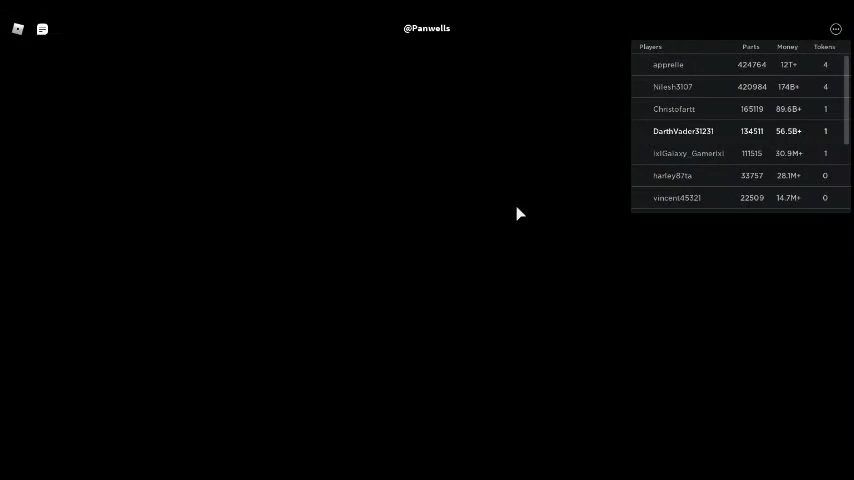 @Panwells
Players Parts Money Tokens
apprelle 424764 12T+ 4
Nilesh3107 420984 174B+ 4
Christofartt 165119 89.6B+ 1
DarthVader31231 134511 56.5B+ 1
IxIGalaxy_GamerIxI 111515 30.9M+ 1
harley87ta 33757 28.1M+ 0
vincent45321 22509 14.7M+ 0